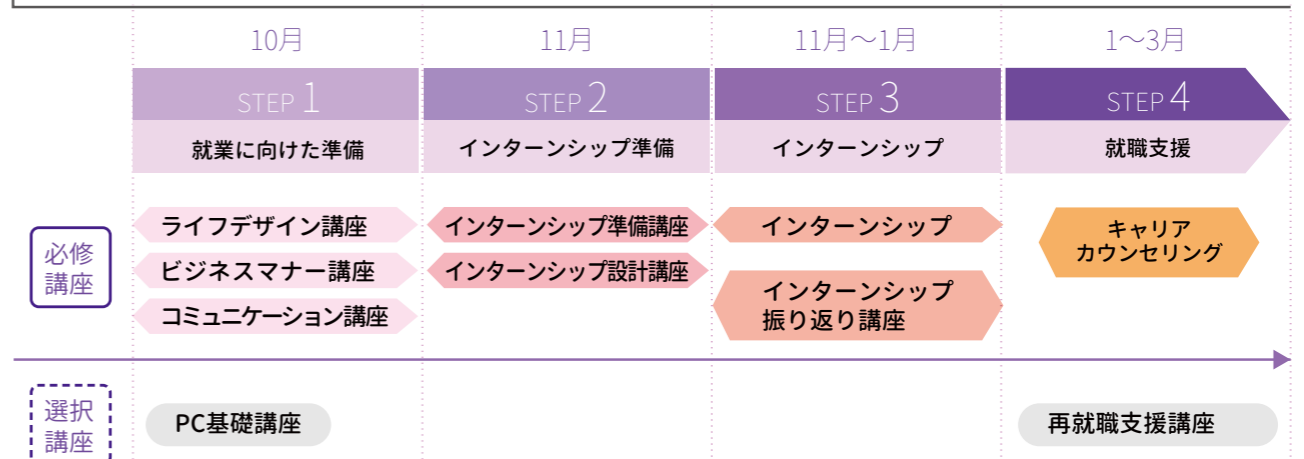 10月
11月
11月〜1月
1〜3月
STEP 1
STEP 2
STEP 3
STEP 4
就業に向けた準備
インターンシップ準備
インターンシップ
就職支援
必修
講座
ライフデザイン講座
ビジネスマナー講座
コミュニケーション講座
インターンシップ準備講座
インターンシップ設計講座
インターンシップ
インターンシップ
振り返り講座
キャリア
カウンセリング
選択
講座
PC基礎講座
再就職支援講座